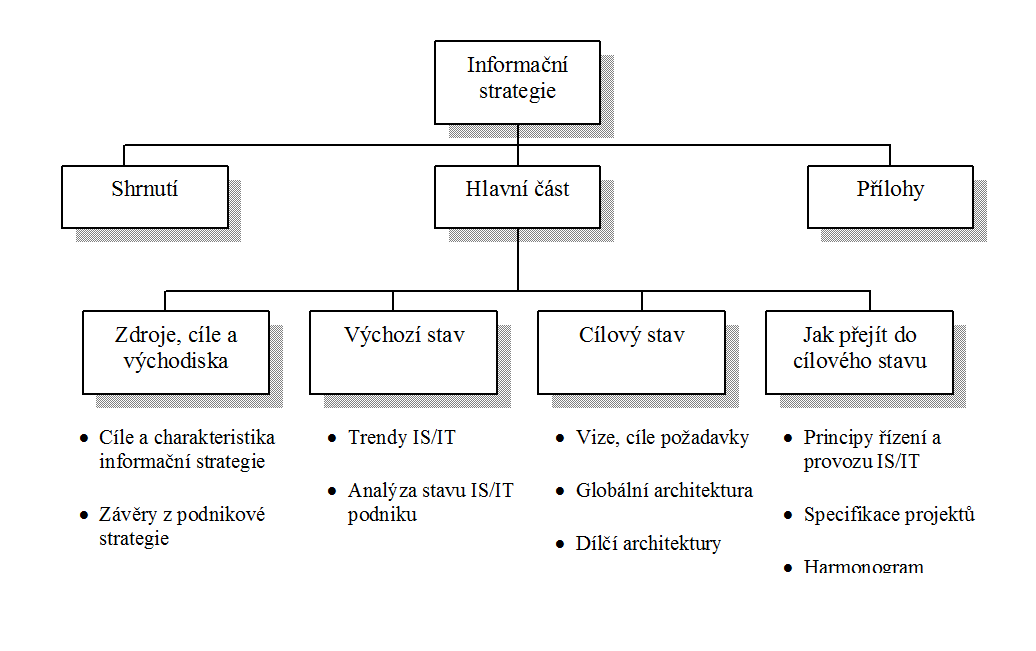 Informační
strategie
Shrnutí
Hlavní část
Přílohy
Zdroje, cíle a
východiska
Výchozí stav
Cílový stav
Jak přejít do
cílového stavu
• Cíle a charakteristika
informační strategie
• Závěry z podnikové
strategie
• Trendy IS/IT
• Analýza stavu IS/IT
podniku
• Vize, cíle požadavky
• Globální architektura
• Dílčí architektury
• Principy řízení a
provozu IS/IT
• Specifikace projektů
• Harmonogram